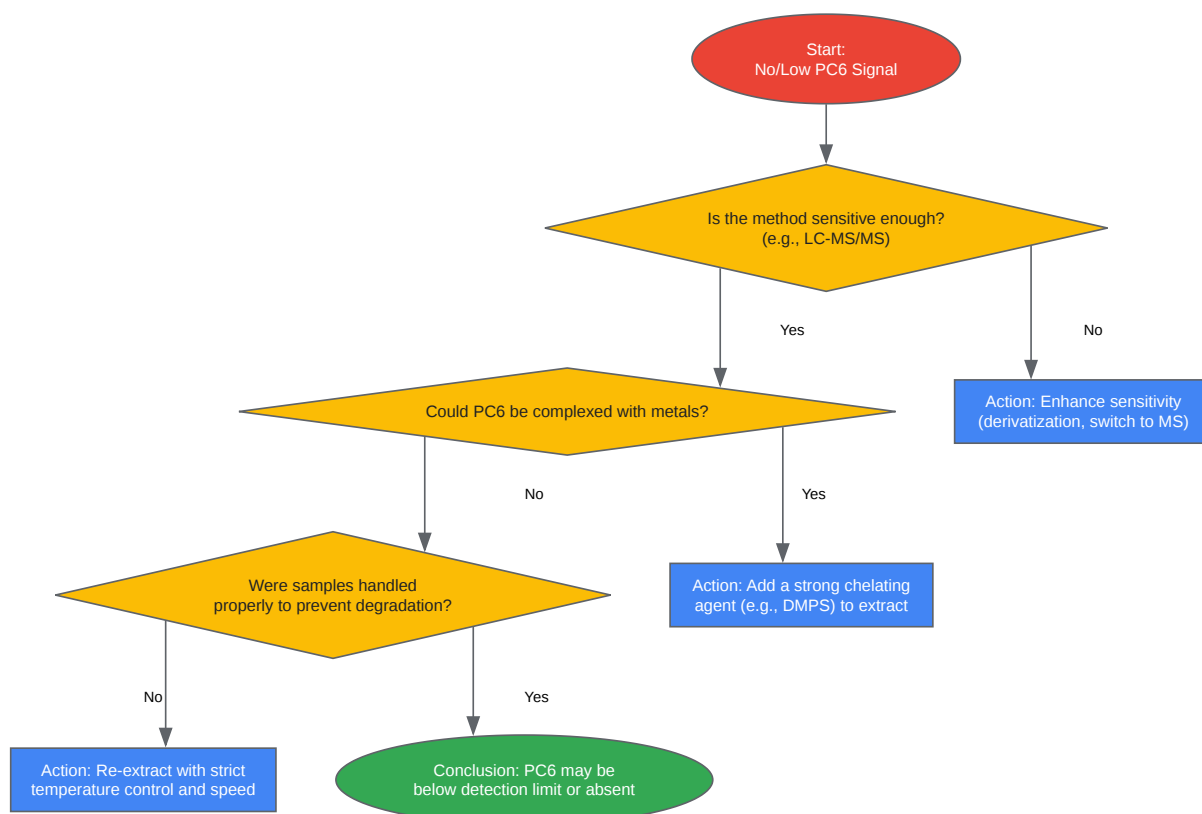 Start:
No/Low PC6 Signal
Is the method sensitive enough?
(e.g., LC-MS/MS)
Yes
No
Action: Enhance sensitivity
(derivatization, switch to MS)
Could PC6 be complexed with metals?
No
Yes
Action: Add a strong chelating
agent (e.g., DMPS) to extract
Were samples handled
properly to prevent degradation?
No
Yes
Action: Re-extract with strict
temperature control and speed
Conclusion: PC6 may be
below detection limit or absent